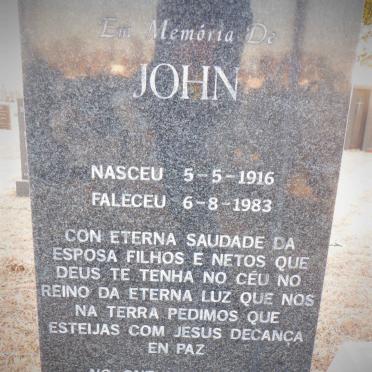 Em Memória De
JOHN
NASCEU 5-5-1916
FALECEU 6-8-1983
CON ETERNA SAUDADE DA
ESPOSA FILHOS E NETOS QUE
DEUS TE TENHA NO CÉU NO
REINO DA ETERNA LUZ QUE NOS
NA TERRA PEDIMOS QUE
ESTEIJAS COM JESUS DECANÇA
EN PAZ